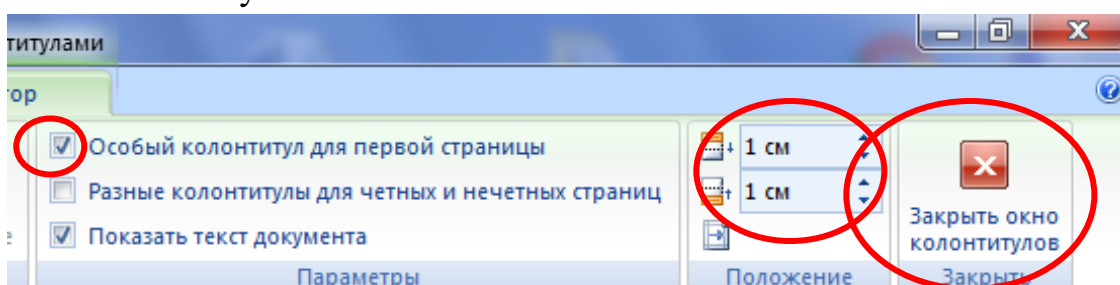 титулами
тор
Особый колонтитул для первой страницы
1 см
Разные колонтитулы для четных и нечетных страниц
1 см
Показать текст документа
Закрыть окно
колонтитулов
Параметры
Положение
Закрыть